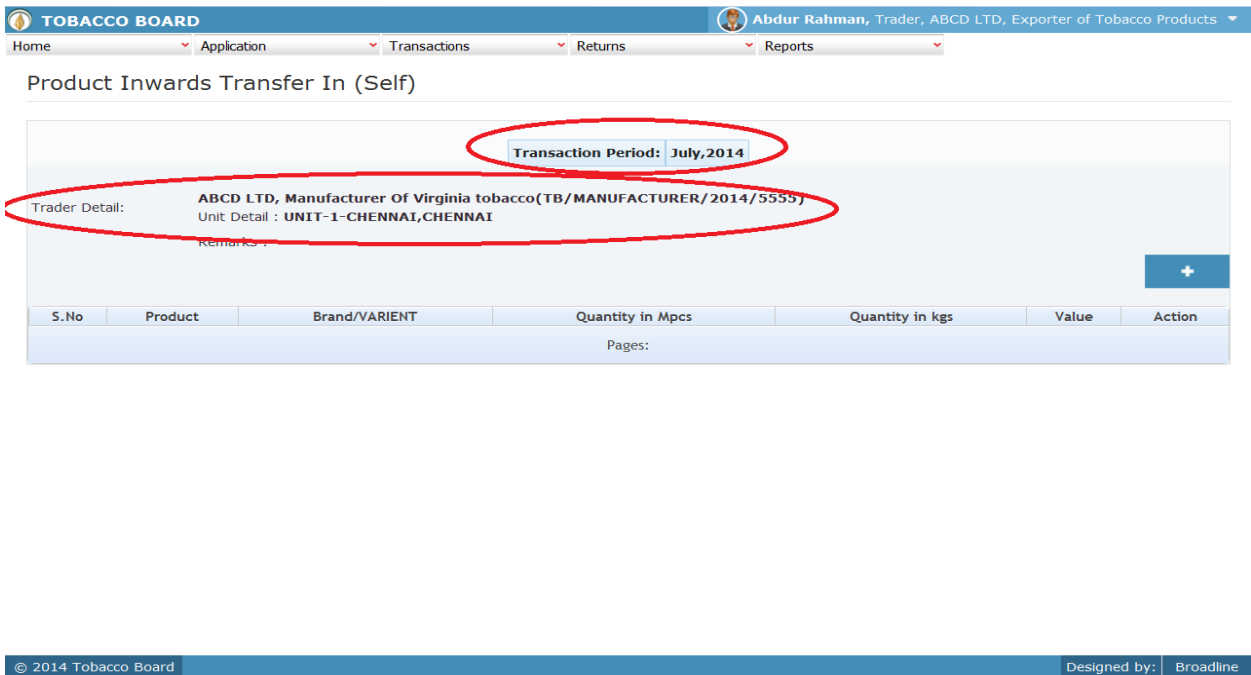 TOBACCO BOARD Abdur Rahman, Trader, ABCD LTD, Exporter of Tobacco Products
Home Application Transactions Returns Reports
Product Inwards Transfer In (Self)
Transaction Period: July,2014
ABCD LTD, Manufacturer Of Virginia tobacco(TB/MANUFACTURER/2014/5555)
Trader Detail:
Unit Detail : UNIT-1-CHENNAI,CHENNAI
Remarks :
+
S.No Product Brand/VARIENT Quantity in Mpcs Quantity in kgs Value Action
Pages:
© 2014 Tobacco Board Designed by: Broadline